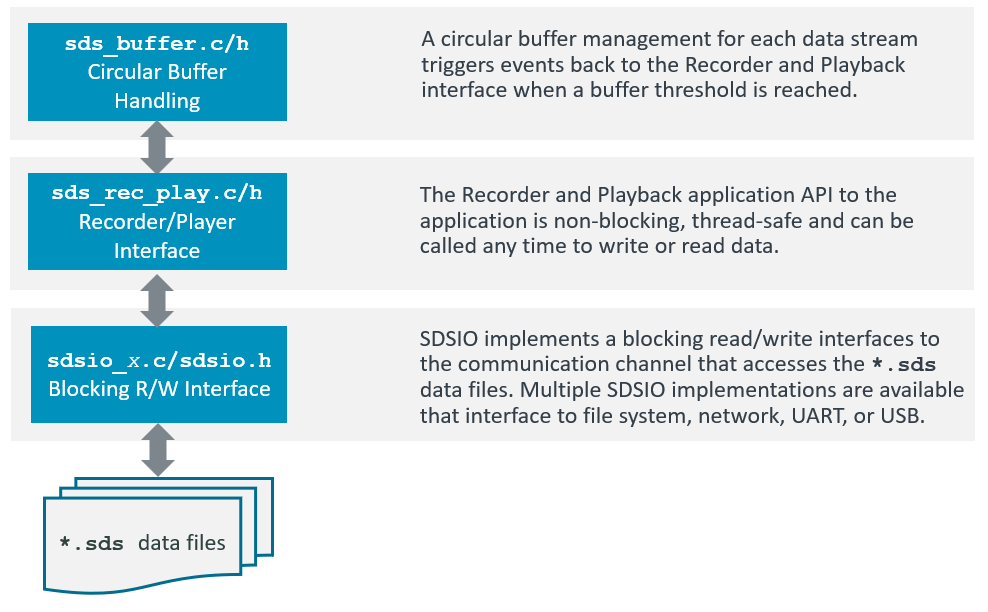 sds_buffer.c/h
Circular Buffer
Handling
A circular buffer management for each data stream
triggers events back to the Recorder and Playback
interface when a buffer threshold is reached.
sds_rec_play.c/h
Recorder/Player
Interface
The Recorder and Playback application API to the
application is non-blocking, thread-safe and can be
called any time to write or read data.
sdsio_x.c/sdsio.h
Blocking R/W Interface
SDSIO implements a blocking read/write interfaces to
the communication channel that accesses the *.sds
data files. Multiple SDSIO implementations are available
that interface to file system, network, UART, or USB.
*.sds data files